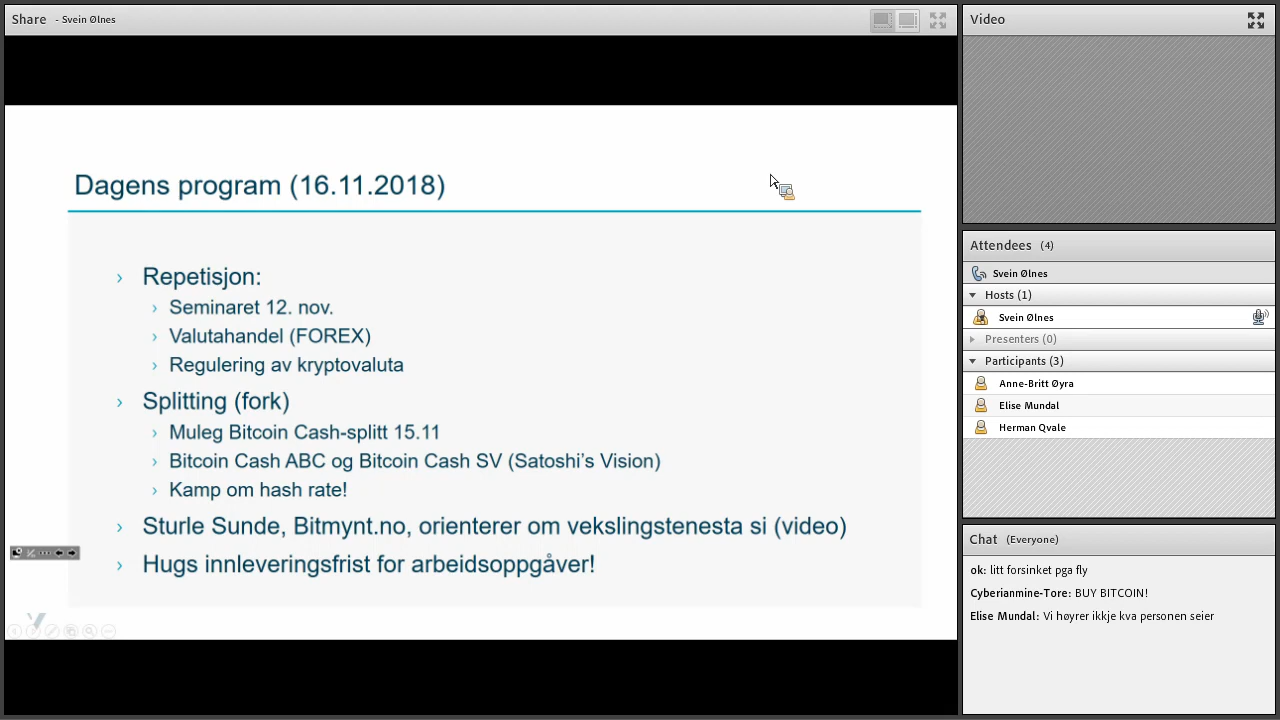 Share - Svein Ølnes
Dagens program (16.11.2018)
› Repetisjon:
› Seminaret 12. nov.
› Valutahandel (FOREX)
› Regulering av kryptovaluta
› Splitting (fork)
› Muleg Bitcoin Cash-splitt 15.11
› Bitcoin Cash ABC og Bitcoin Cash SV (Satoshi's Vision)
› Kamp om hash rate!
› Sturle Sunde, Bitmynt.no, orienterer om vekslingstenesta si (video)
› Hugs innleveringsfrist for arbeidsoppgåver!
Video
Attendees (4)
Svein Ølnes
Hosts (1)
Svein Ølnes
Presenters (0)
Participants (3)
Anne-Britt Øyra
Elise Mundal
Herman Qvale
Chat (Everyone)
ok: litt forsinket pga fly
Cyberianmine-Tore: BUY BITCOIN!
Elise Mundal: Vi høyrer ikkje kva personen seier